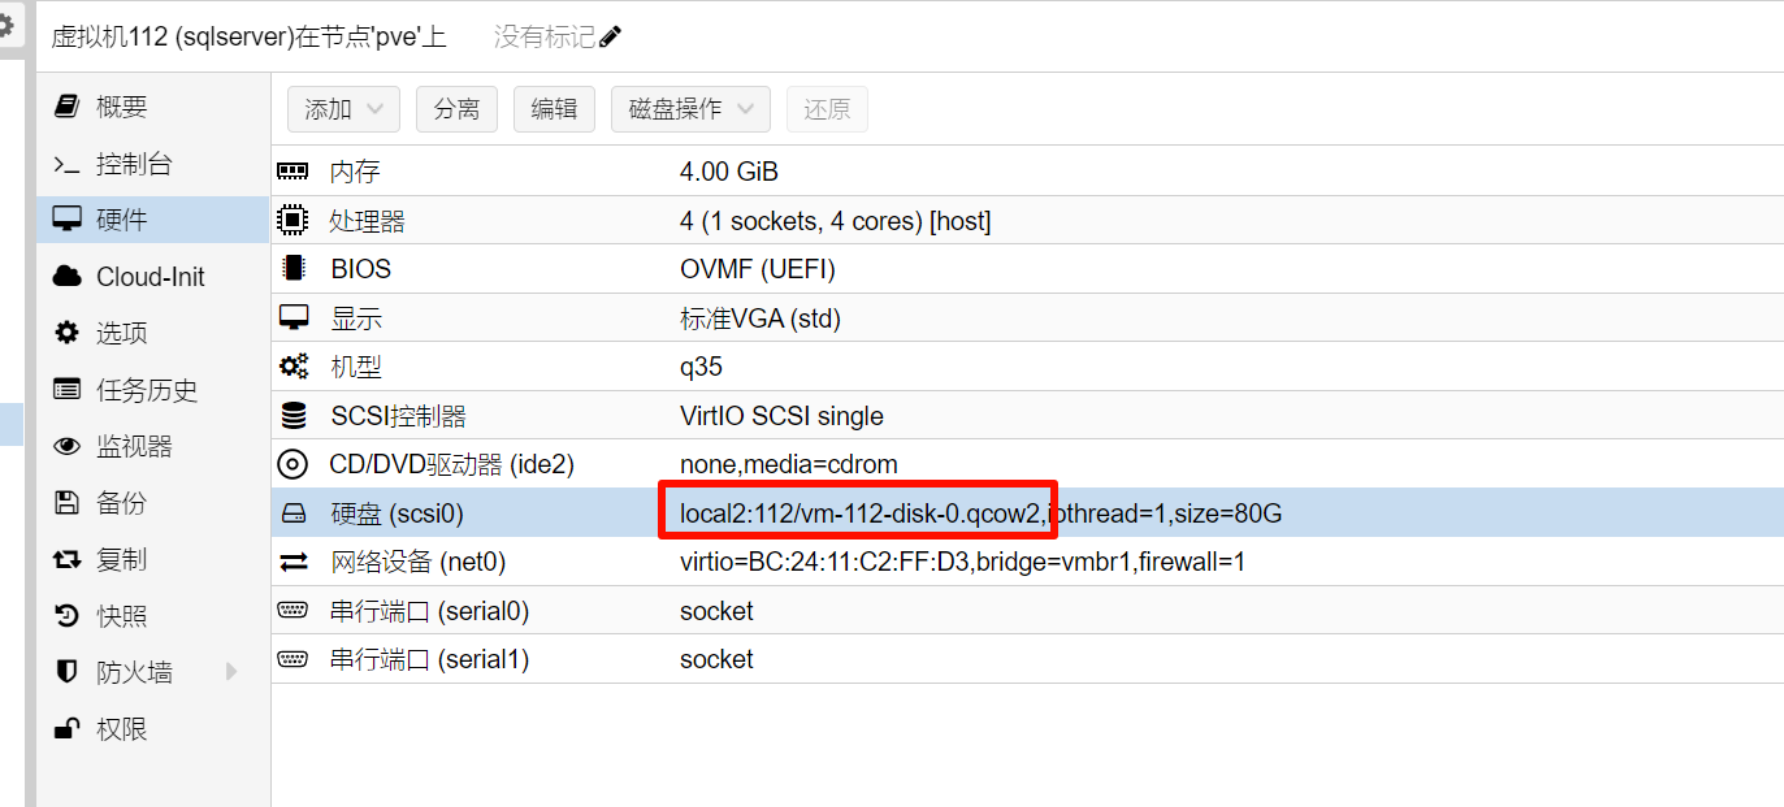 虚拟机112 (sqlserver)在节点'pve'上 没有标记
概要
控制台
硬件
Cloud-Init
选项
任务历史
监视器
备份
复制
快照
防火墙
权限
添加 分离 编辑 磁盘操作 还原
内存 4.00 GiB
处理器 4 (1 sockets, 4 cores) [host]
BIOS OVMF (UEFI)
显示 标准VGA (std)
机型 q35
SCSI控制器 VirtIO SCSI single
CD/DVD驱动器 (ide2) none,media=cdrom
硬盘 (scsi0) local2:112/vm-112-disk-0.qcow2,iothread=1,size=80G
网络设备 (net0) virtio=BC:24:11:C2:FF:D3,bridge=vmbr1,firewall=1
串行端口 (serial0) socket
串行端口 (serial1) socket